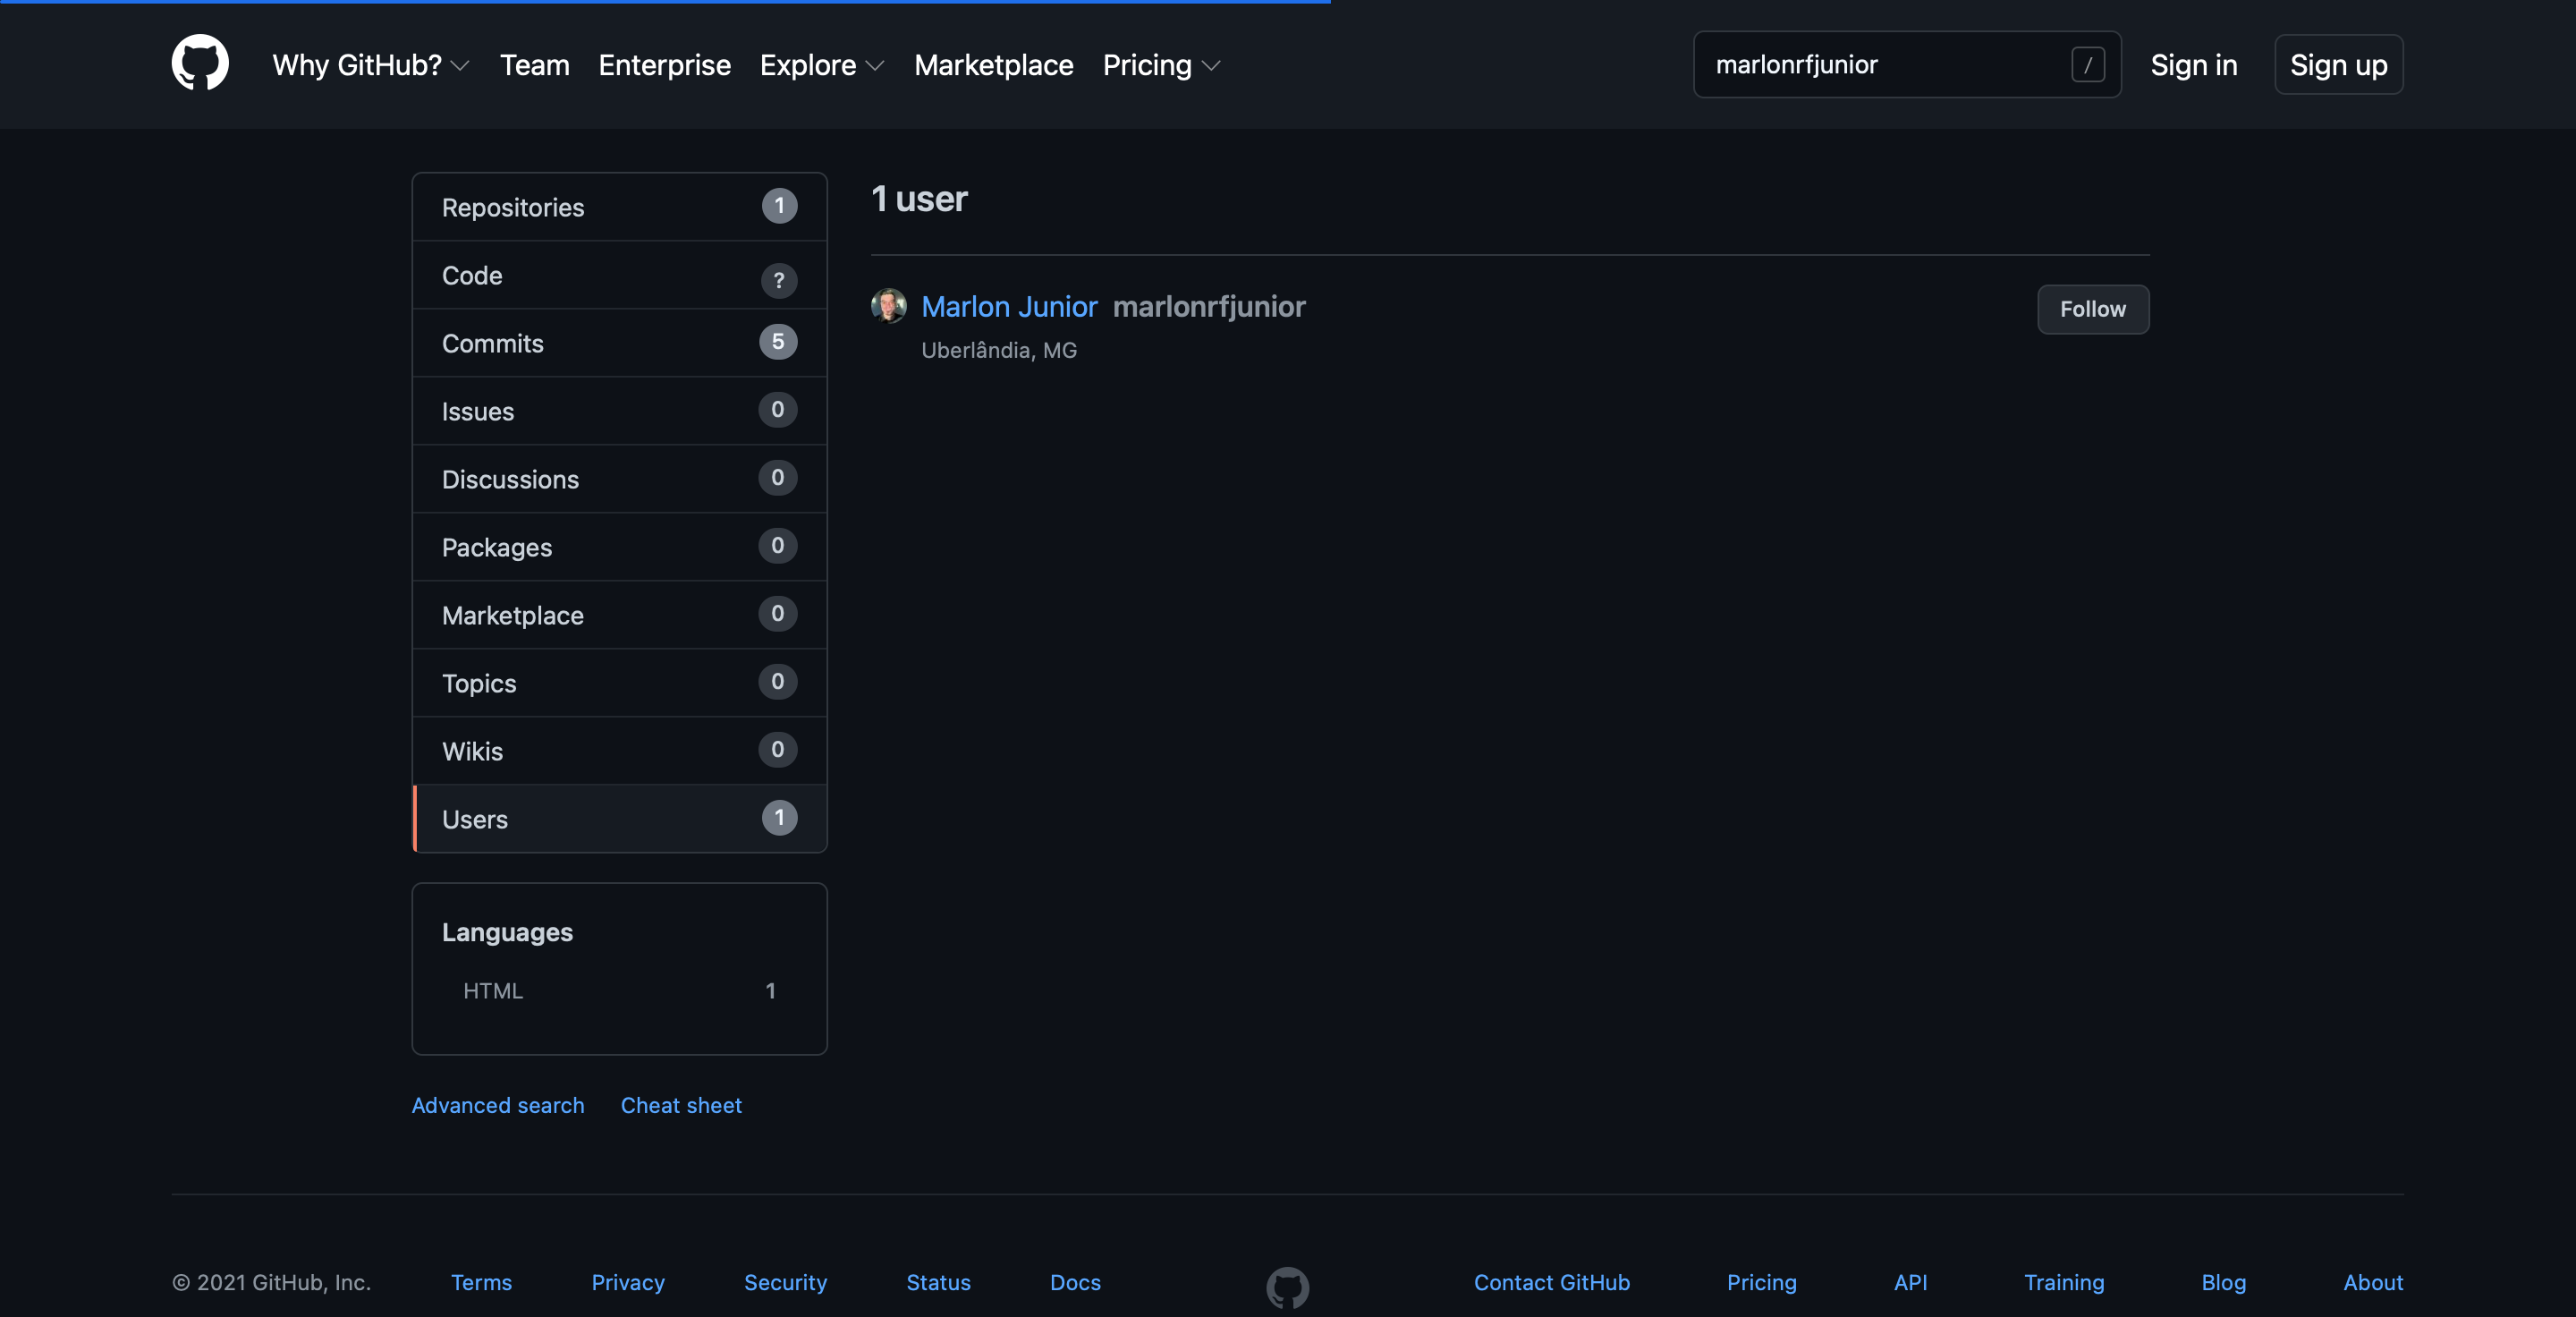 Why GitHub? Team Enterprise Explore Marketplace Pricing marlonrfjunior / Sign in Sign up
Repositories 1
Code ?
Commits 5
Issues 0
Discussions 0
Packages 0
Marketplace 0
Topics 0
Wikis 0
Users 1
Languages
HTML 1
Advanced search Cheat sheet
1 user
Marlon Junior marlonrfjunior
Uberlândia, MG
Follow
© 2021 GitHub, Inc. Terms Privacy Security Status Docs Contact GitHub Pricing API Training Blog About